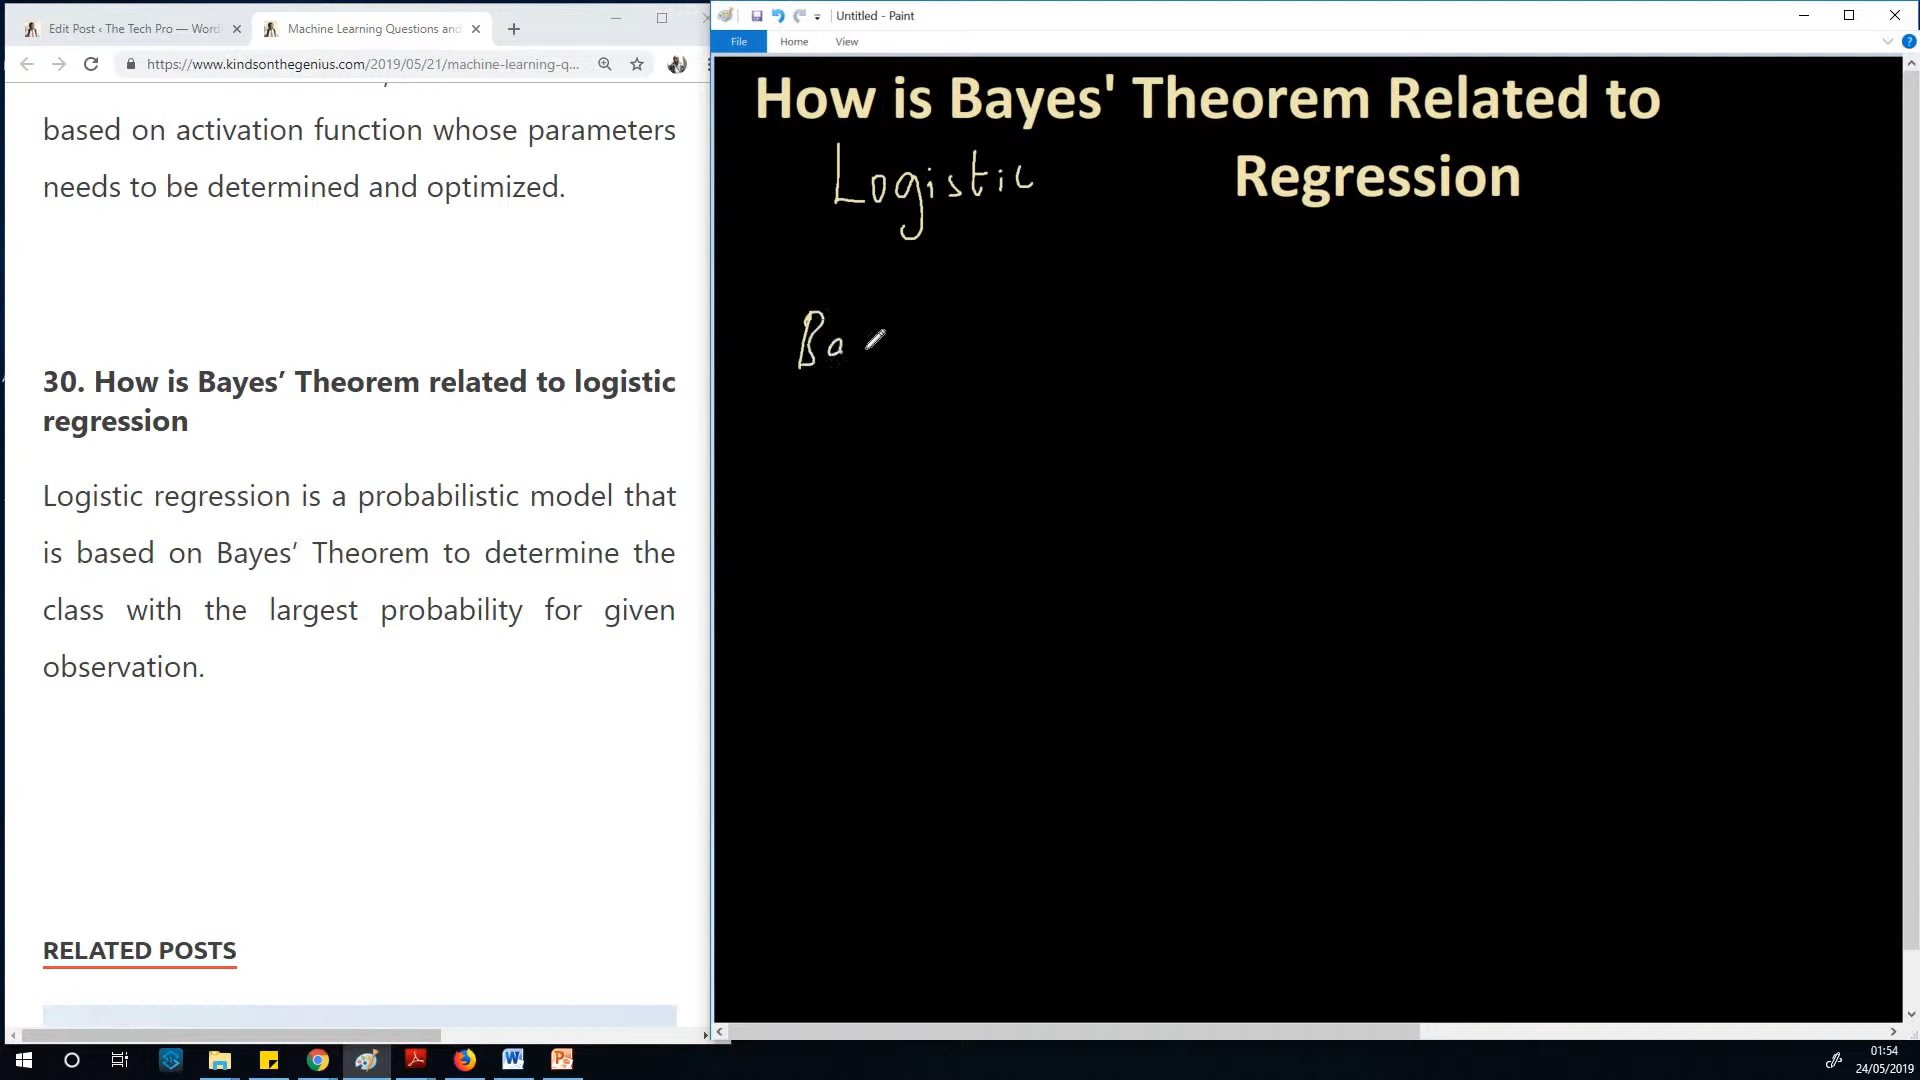 Edit Post ‹ The Tech Pro — Word
Machine Learning Questions and
https://www.kindsonthegenius.com/2019/05/21/machine-learning-q...
based on activation function whose parameters
needs to be determined and optimized.
30. How is Bayes’ Theorem related to logistic
regression
Logistic regression is a probabilistic model that
is based on Bayes’ Theorem to determine the
class with the largest probability for given
observation.
RELATED POSTS
Untitled - Paint
File Home View
How is Bayes' Theorem Related to
Logistic Regression
Ba
01:54
24/05/2019